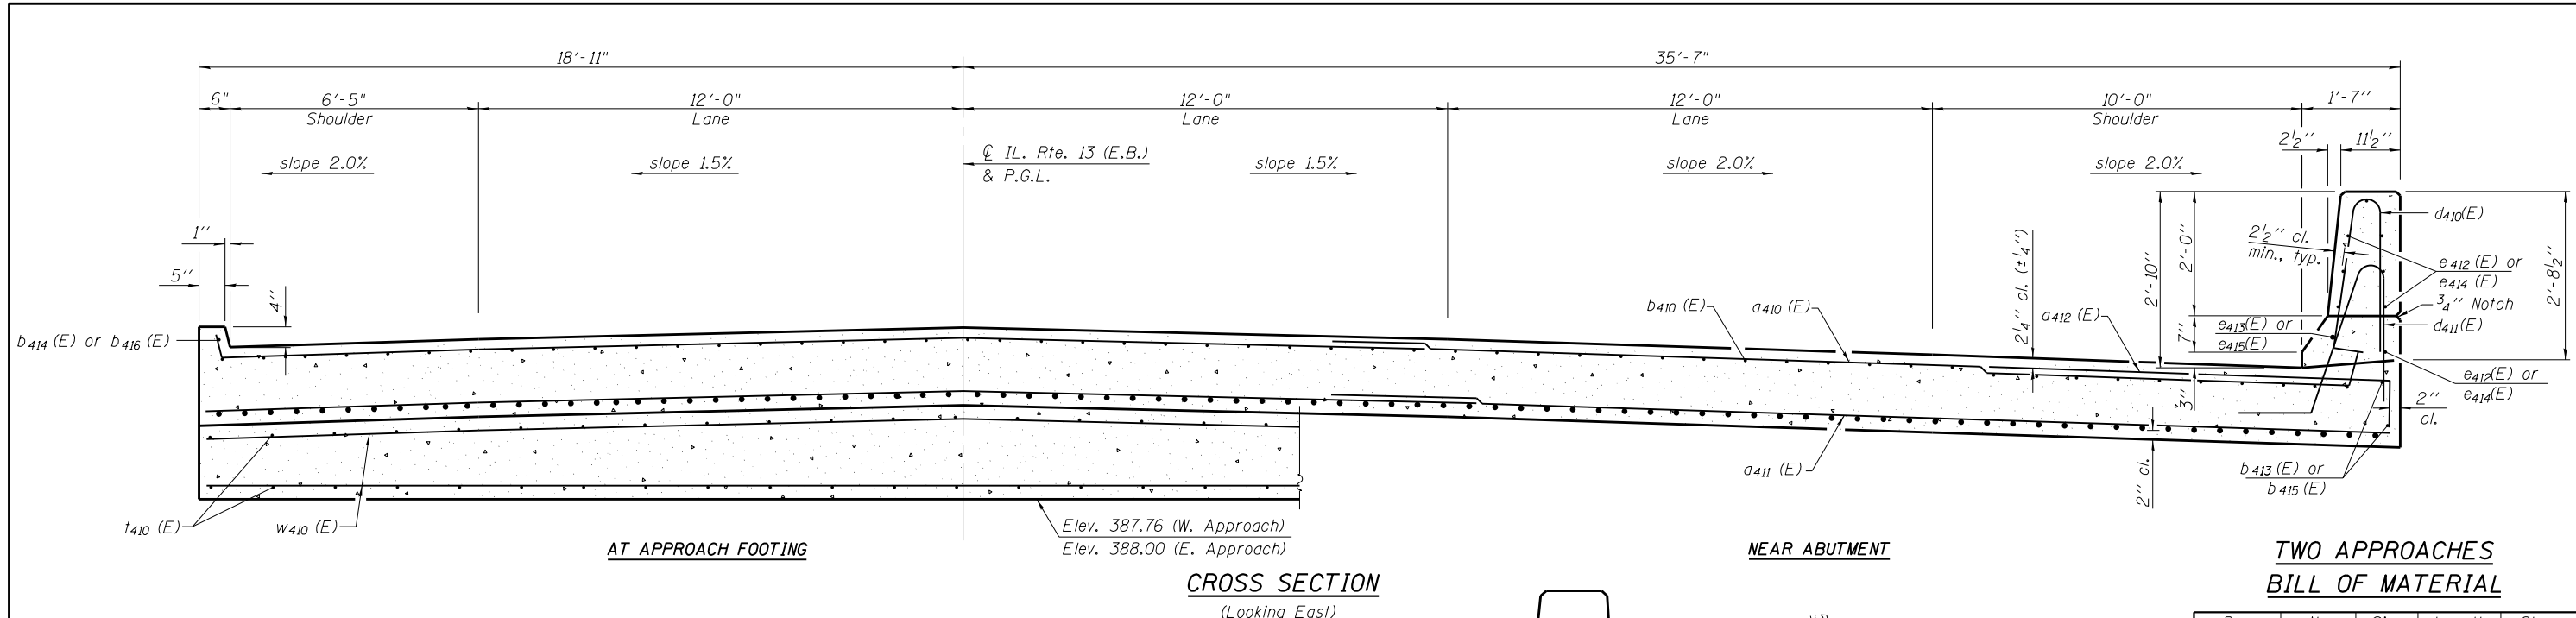 18'-11"
35'-7"
6"
6'-5"
12'-0"
12'-0"
12'-0"
10'-0"
1'-7"
Shoulder
Lane
Lane
Lane
Shoulder
2½"
11½"
slope 2.0%
slope 1.5%
℄ IL. Rte. 13 (E.B.)
& P.G.L.
slope 1.5%
slope 2.0%
slope 2.0%
1"
5"
4"
2¼" cl. (±¼")
2'-10"
2'-0"
7"
3"
2½" cl.
min., typ.
d410(E)
e412 (E) or
e414 (E)
¾" Notch
d411(E)
2'-8½"
b414 (E) or b416 (E)
b410 (E)
a410 (E)
a412 (E)
e413(E) or
e415(E)
e412(E) or
e414(E)
2"
cl.
a411 (E)
2" cl.
b413(E) or
b415(E)
t410 (E)
w410 (E)
Elev. 387.76 (W. Approach)
Elev. 388.00 (E. Approach)
AT APPROACH FOOTING
NEAR ABUTMENT
CROSS SECTION
(Looking East)
TWO APPROACHES
BILL OF MATERIAL